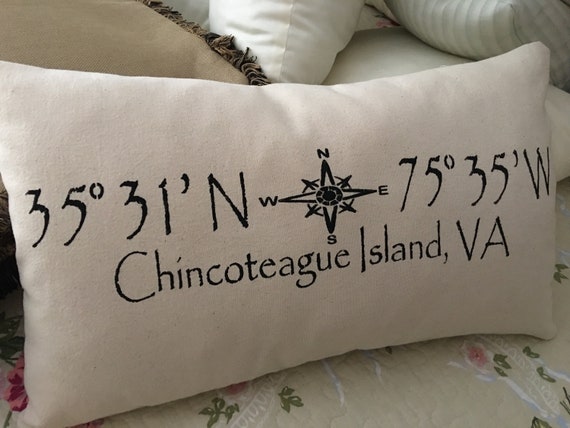 N
35° 31' N W E 75° 35' W
S
Chincoteague Island, VA